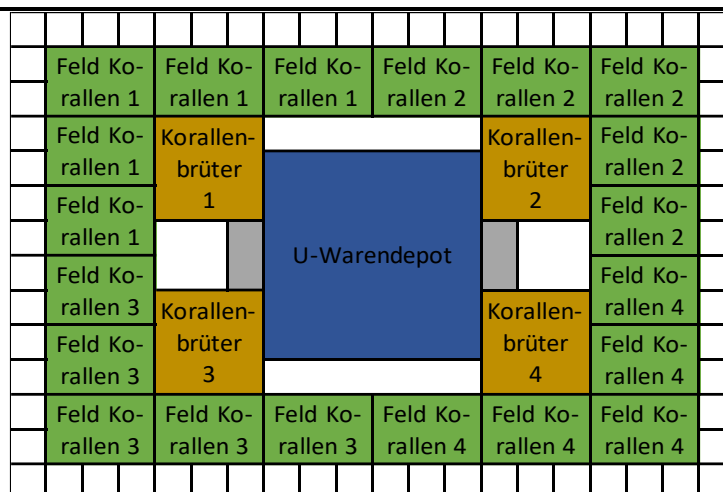 Feld Ko-
rallen 1
Feld Ko-
rallen 1
Feld Ko-
rallen 1
Feld Ko-
rallen 2
Feld Ko-
rallen 2
Feld Ko-
rallen 2
Feld Ko-
rallen 1
Korallen-
brüter
1
Korallen-
brüter
2
Feld Ko-
rallen 2
Feld Ko-
rallen 1
U-Warendepot
Feld Ko-
rallen 2
Feld Ko-
rallen 3
Korallen-
brüter
3
Korallen-
brüter
4
Feld Ko-
rallen 4
Feld Ko-
rallen 3
Feld Ko-
rallen 4
Feld Ko-
rallen 3
Feld Ko-
rallen 3
Feld Ko-
rallen 3
Feld Ko-
rallen 4
Feld Ko-
rallen 4
Feld Ko-
rallen 4